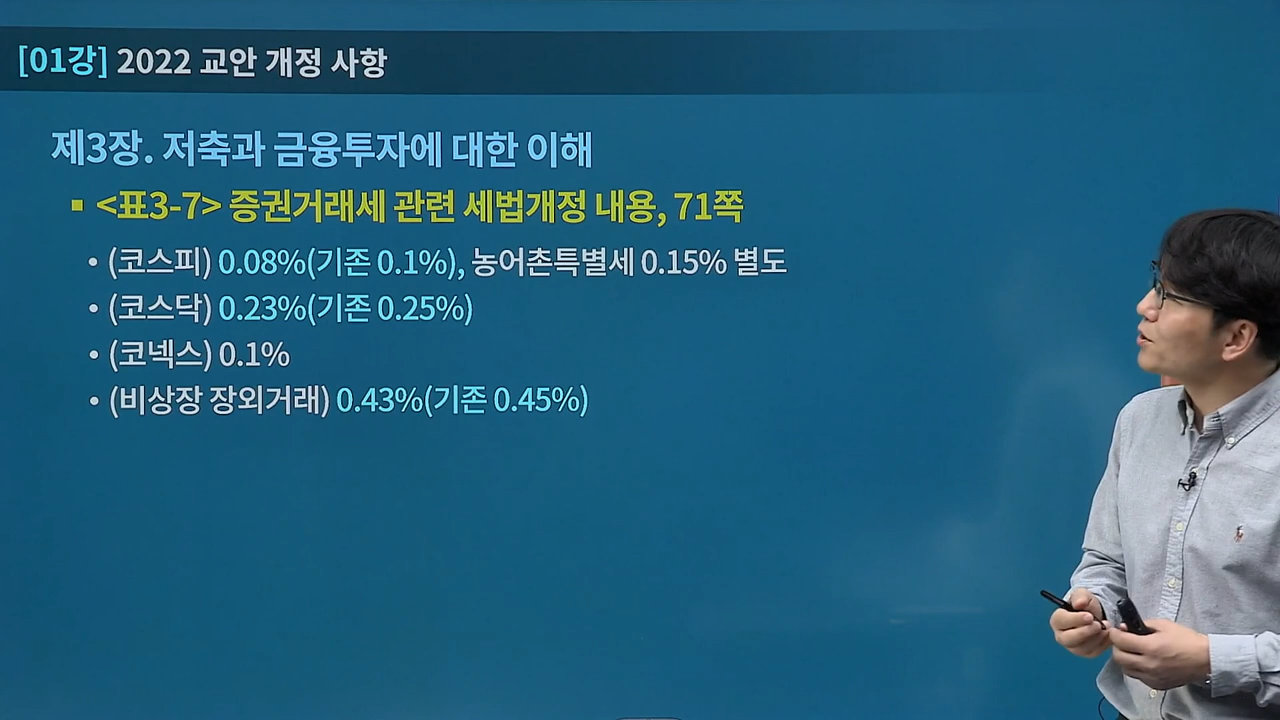 [01강] 2022 교안 개정 사항
제3장. 저축과 금융투자에 대한 이해
▪ <표3-7> 증권거래세 관련 세법개정 내용, 71쪽
• (코스피) 0.08%(기존 0.1%), 농어촌특별세 0.15% 별도
• (코스닥) 0.23%(기존 0.25%)
• (코넥스) 0.1%
• (비상장 장외거래) 0.43%(기존 0.45%)